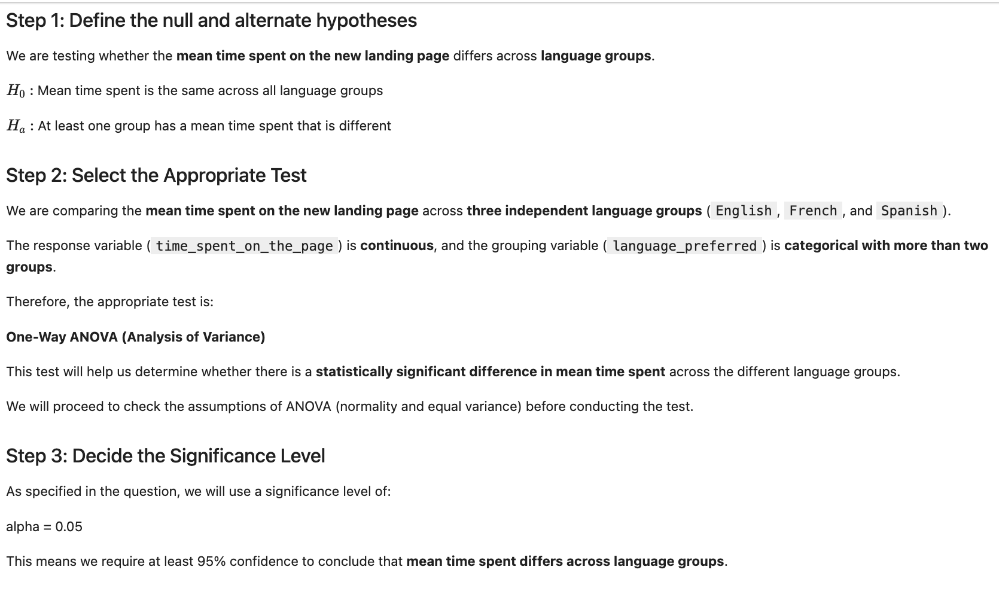 Step 1: Define the null and alternate hypotheses
We are testing whether the mean time spent on the new landing page differs across language groups.
H₀ : Mean time spent is the same across all language groups
Hₐ : At least one group has a mean time spent that is different
Step 2: Select the Appropriate Test
We are comparing the mean time spent on the new landing page across three independent language groups ( English , French , and Spanish ).
The response variable ( time_spent_on_the_page ) is continuous, and the grouping variable ( language_preferred ) is categorical with more than two
groups.
Therefore, the appropriate test is:
One-Way ANOVA (Analysis of Variance)
This test will help us determine whether there is a statistically significant difference in mean time spent across the different language groups.
We will proceed to check the assumptions of ANOVA (normality and equal variance) before conducting the test.
Step 3: Decide the Significance Level
As specified in the question, we will use a significance level of:
alpha = 0.05
This means we require at least 95% confidence to conclude that mean time spent differs across language groups.